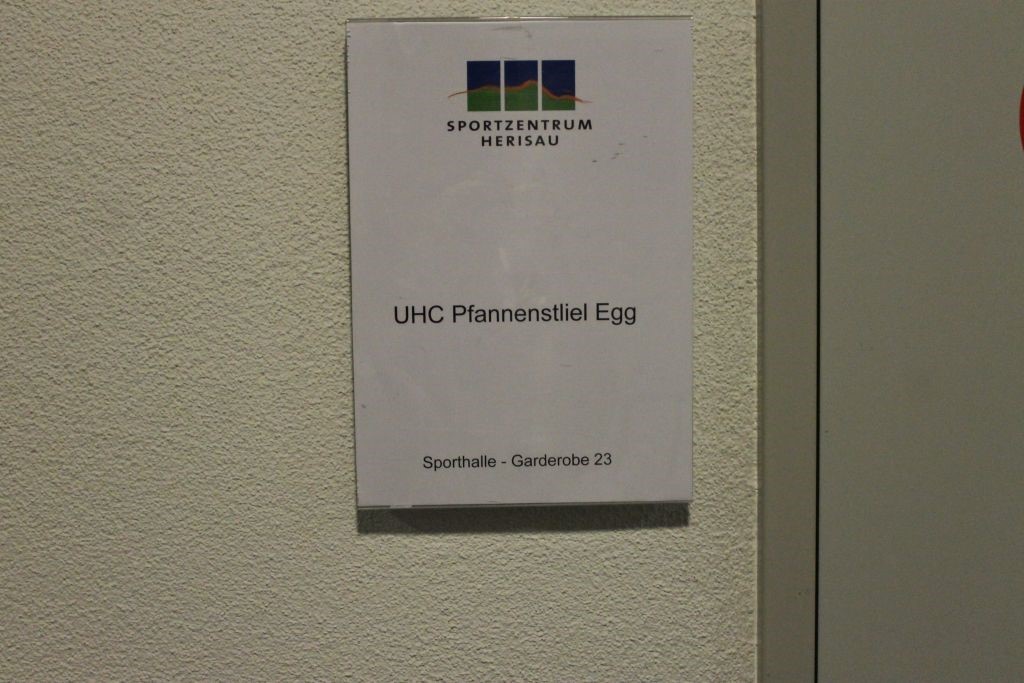 SPORTZENTRUM
HERISAU
UHC Pfannenstliel Egg
Sporthalle - Garderobe 23